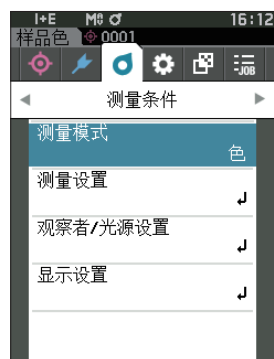 I+E M0 ♂ 16:12
样品色 0001
JOB
测量条件
测量模式
色
测量设置
观察者/光源设置
显示设置